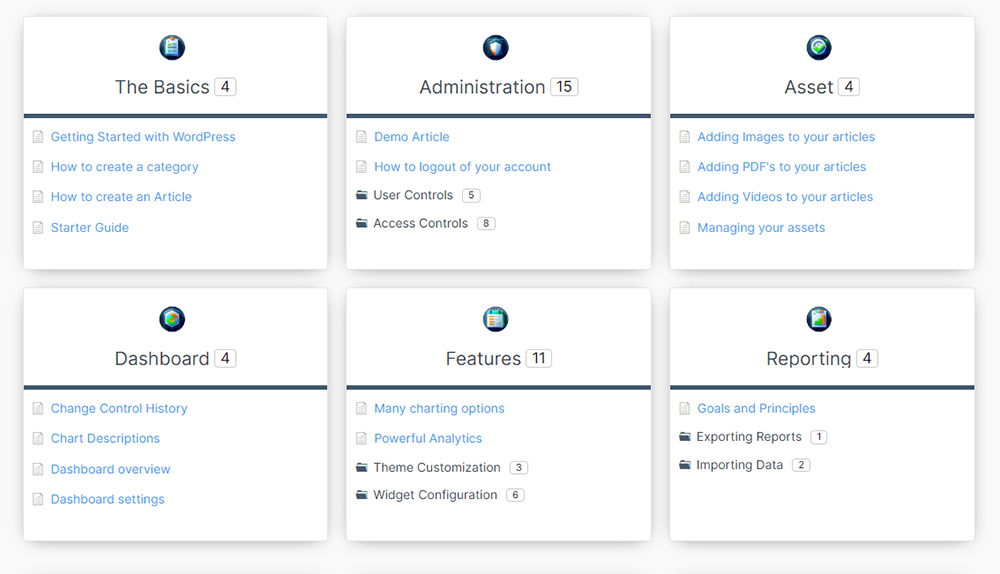 The Basics 4
Getting Started with WordPress
How to create a category
How to create an Article
Starter Guide
Administration 15
Demo Article
How to logout of your account
User Controls 5
Access Controls 8
Asset 4
Adding Images to your articles
Adding PDF's to your articles
Adding Videos to your articles
Managing your assets
Dashboard 4
Change Control History
Chart Descriptions
Dashboard overview
Dashboard settings
Features 11
Many charting options
Powerful Analytics
Theme Customization 3
Widget Configuration 6
Reporting 4
Goals and Principles
Exporting Reports 1
Importing Data 2